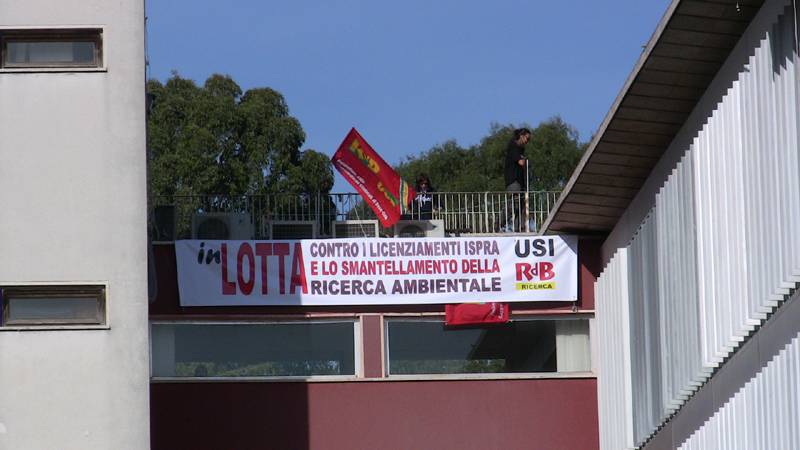 in LOTTA
CONTRO I LICENZIAMENTI ISPRA
E LO SMANTELLAMENTO DELLA
RICERCA AMBIENTALE
USI
RdB
RICERCA